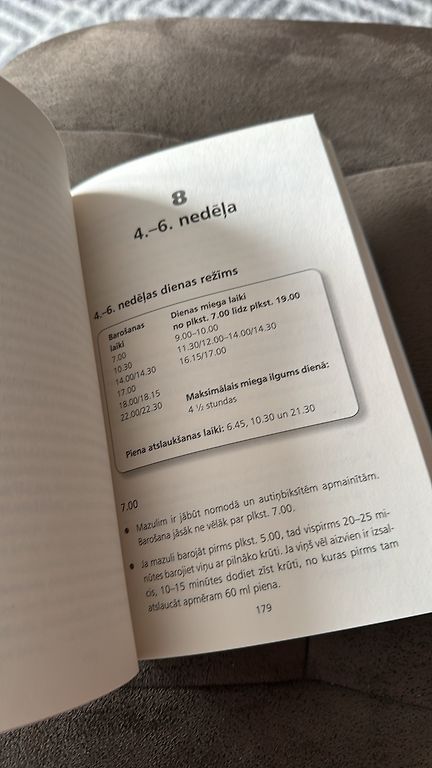 8
4.–6. nedēļa
4.–6. nedēļas dienas režīms
Barošanas laiki
7.00
10.30
14.00/14.30
17.00
18.00/18.15
22.00/22.30
Dienas miega laiki
no plkst. 7.00 līdz plkst. 19.00
9.00–10.00
11.30/12.00–14.00/14.30
16.15/17.00
Maksimālais miega ilgums dienā:
4 ½ stundas
Piena atslaukšanas laiki: 6.45, 10.30 un 21.30
7.00
• Mazulim ir jābūt nomodā un autiņbiksītēm apmainītām.
Barošana jāsāk ne vēlāk par plkst. 7.00.
• Ja mazuli barojāt pirms plkst. 5.00, tad vispirms 20–25 mi-
nūtes barojiet viņu ar pilnāko krūti. Ja viņš vēl aizvien ir izsal-
cis, 10–15 minūtes dodiet zīst krūti, no kuras pirms tam
atslaucāt apmēram 60 ml piena.
179